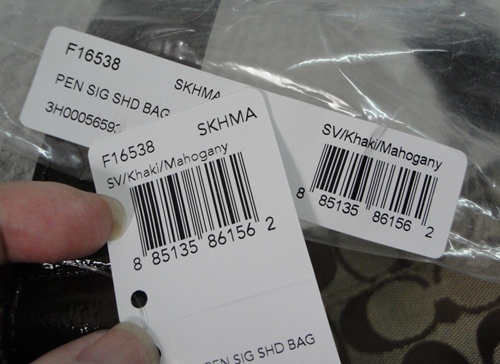 F16538
SKHMA
PEN SIG SHD BAG
SV/Khaki/Mahogany
8 85135 86156 2
F16538
SKHMA
SV/Khaki/Mahogany
8 85135 86156 2
PEN SIG SHD BAG